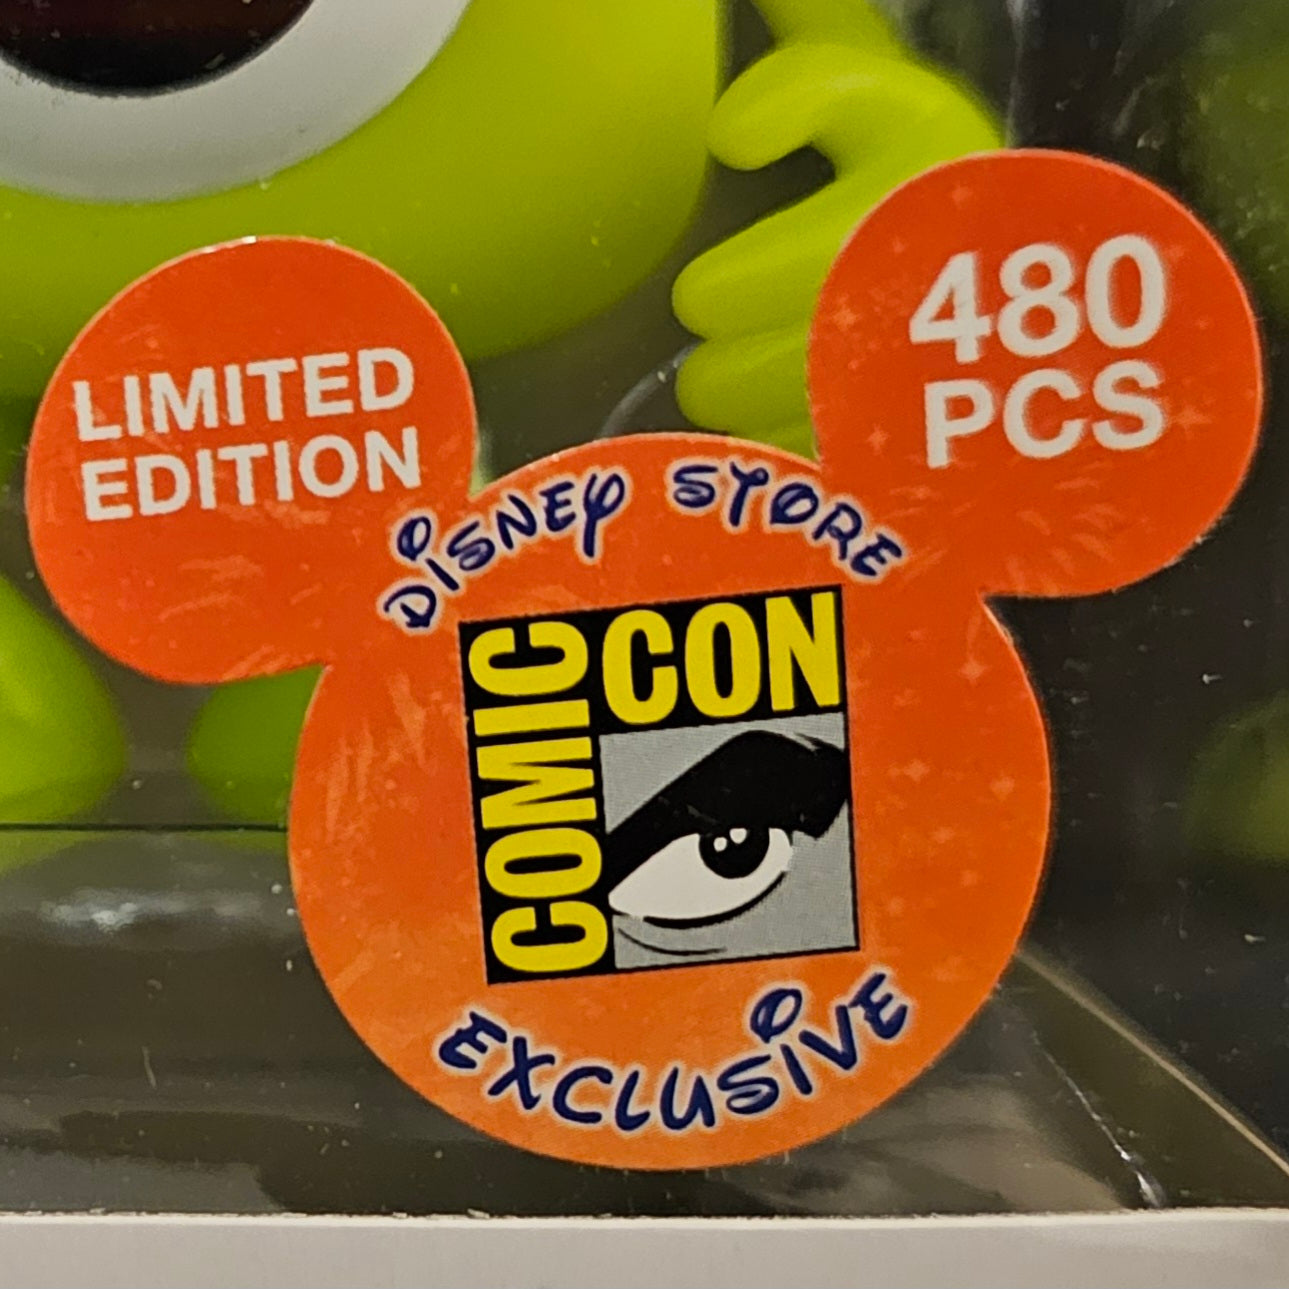 LIMITED
EDITION
480
PCS
DISNEY STORE
COMIC
CON
EXCLUSIVE